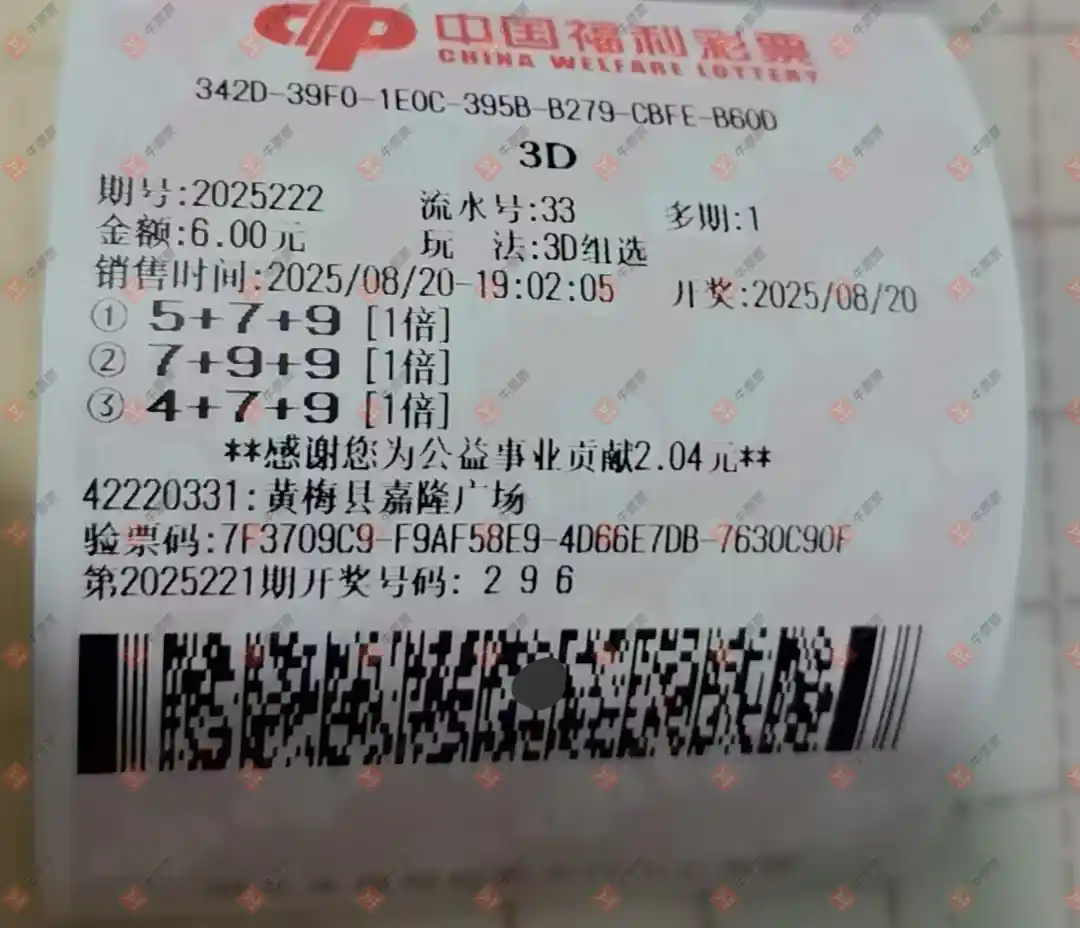 中国福利彩票
CHINA WELFARE LOTTERY
342D-39F0-1E0C-395B-B279-CBFE-B60D
3D
期号:2025222 流水号:33 多期:1
金额:6.00元 玩 法:3D组选
销售时间:2025/08/20-19:02:05 开奖:2025/08/20
① 5+7+9 [1倍]
② 7+9+9 [1倍]
③ 4+7+9 [1倍]
**感谢您为公益事业贡献2.04元**
42220331:黄梅县嘉隆广场
验票码:7F3709C9-F9AF58E9-4D66E7DB-7630C90F
第2025221期开奖号码: 2 9 6